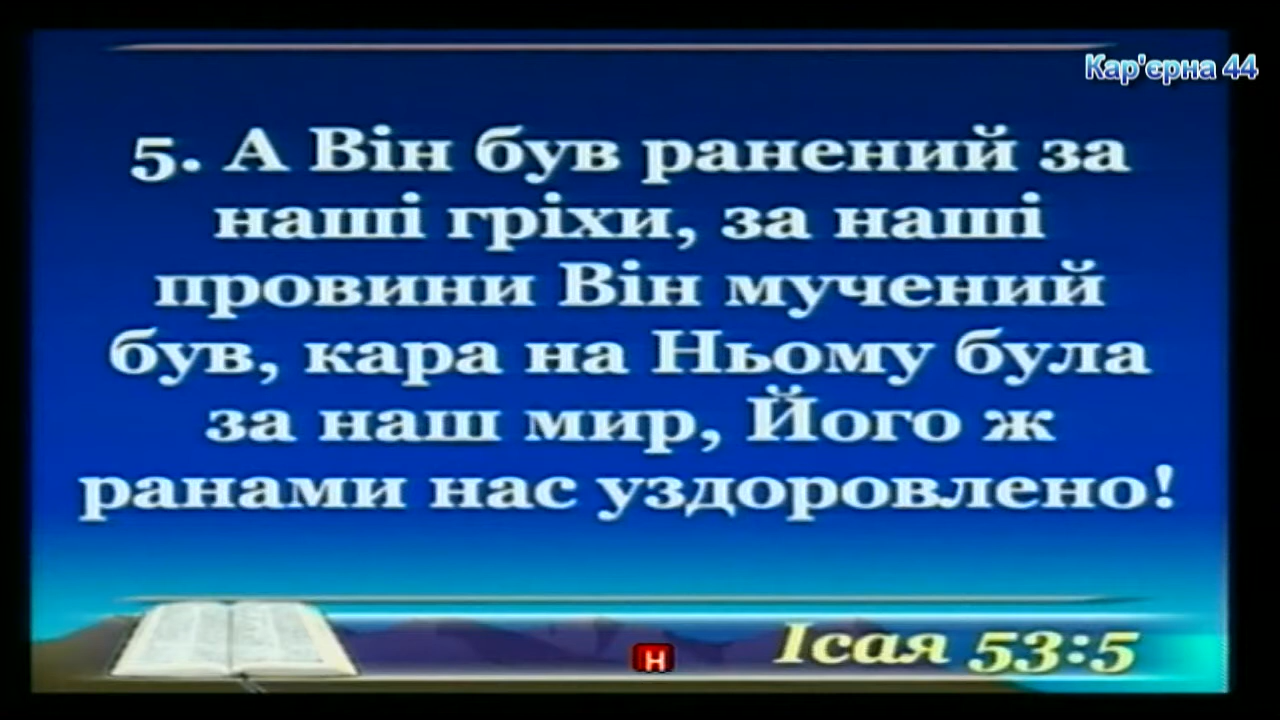 Кар'єрна 44
5. А Він був ранений за
наші гріхи, за наші
провини Він мучений
був, кара на Ньому була
за наш мир, Його ж
ранами нас уздоровлено!
Н
Ісая 53:5